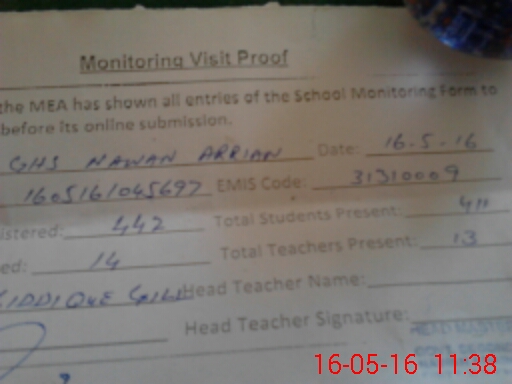 Monitoring Visit Proof
the MEA has shown all entries of the School Monitoring Form to
before its online submission.
GHS NAWAN ARRIAN Date: 16-5-16
1605161045697 EMIS Code: 31310009
istered: 442 Total Students Present: 411
ed: 14 Total Teachers Present: 13
SIDDIQUE Head Teacher Name:
Head Teacher Signature:
16-05-16 11:38